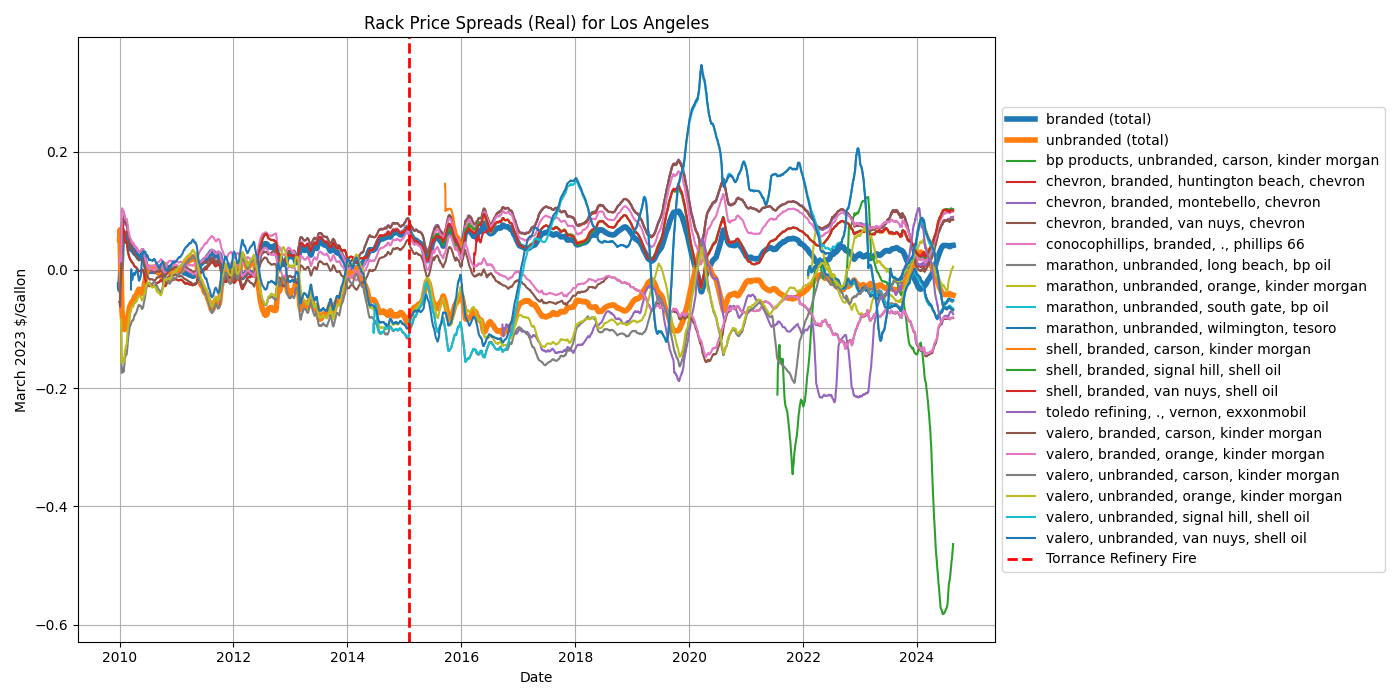 Rack Price Spreads (Real) for Los Angeles
March 2023 $/Gallon
0.2
0.0
−0.2
−0.4
−0.6
2010 2012 2014 2016 2018 2020 2022 2024
Date
branded (total)
unbranded (total)
bp products, unbranded, carson, kinder morgan
chevron, branded, huntington beach, chevron
chevron, branded, montebello, chevron
chevron, branded, van nuys, chevron
conocophillips, branded, ., phillips 66
marathon, unbranded, long beach, bp oil
marathon, unbranded, orange, kinder morgan
marathon, unbranded, south gate, bp oil
marathon, unbranded, wilmington, tesoro
shell, branded, carson, kinder morgan
shell, branded, signal hill, shell oil
shell, branded, van nuys, shell oil
toledo refining, ., vernon, exxonmobil
valero, branded, carson, kinder morgan
valero, branded, orange, kinder morgan
valero, unbranded, carson, kinder morgan
valero, unbranded, orange, kinder morgan
valero, unbranded, signal hill, shell oil
valero, unbranded, van nuys, shell oil
Torrance Refinery Fire